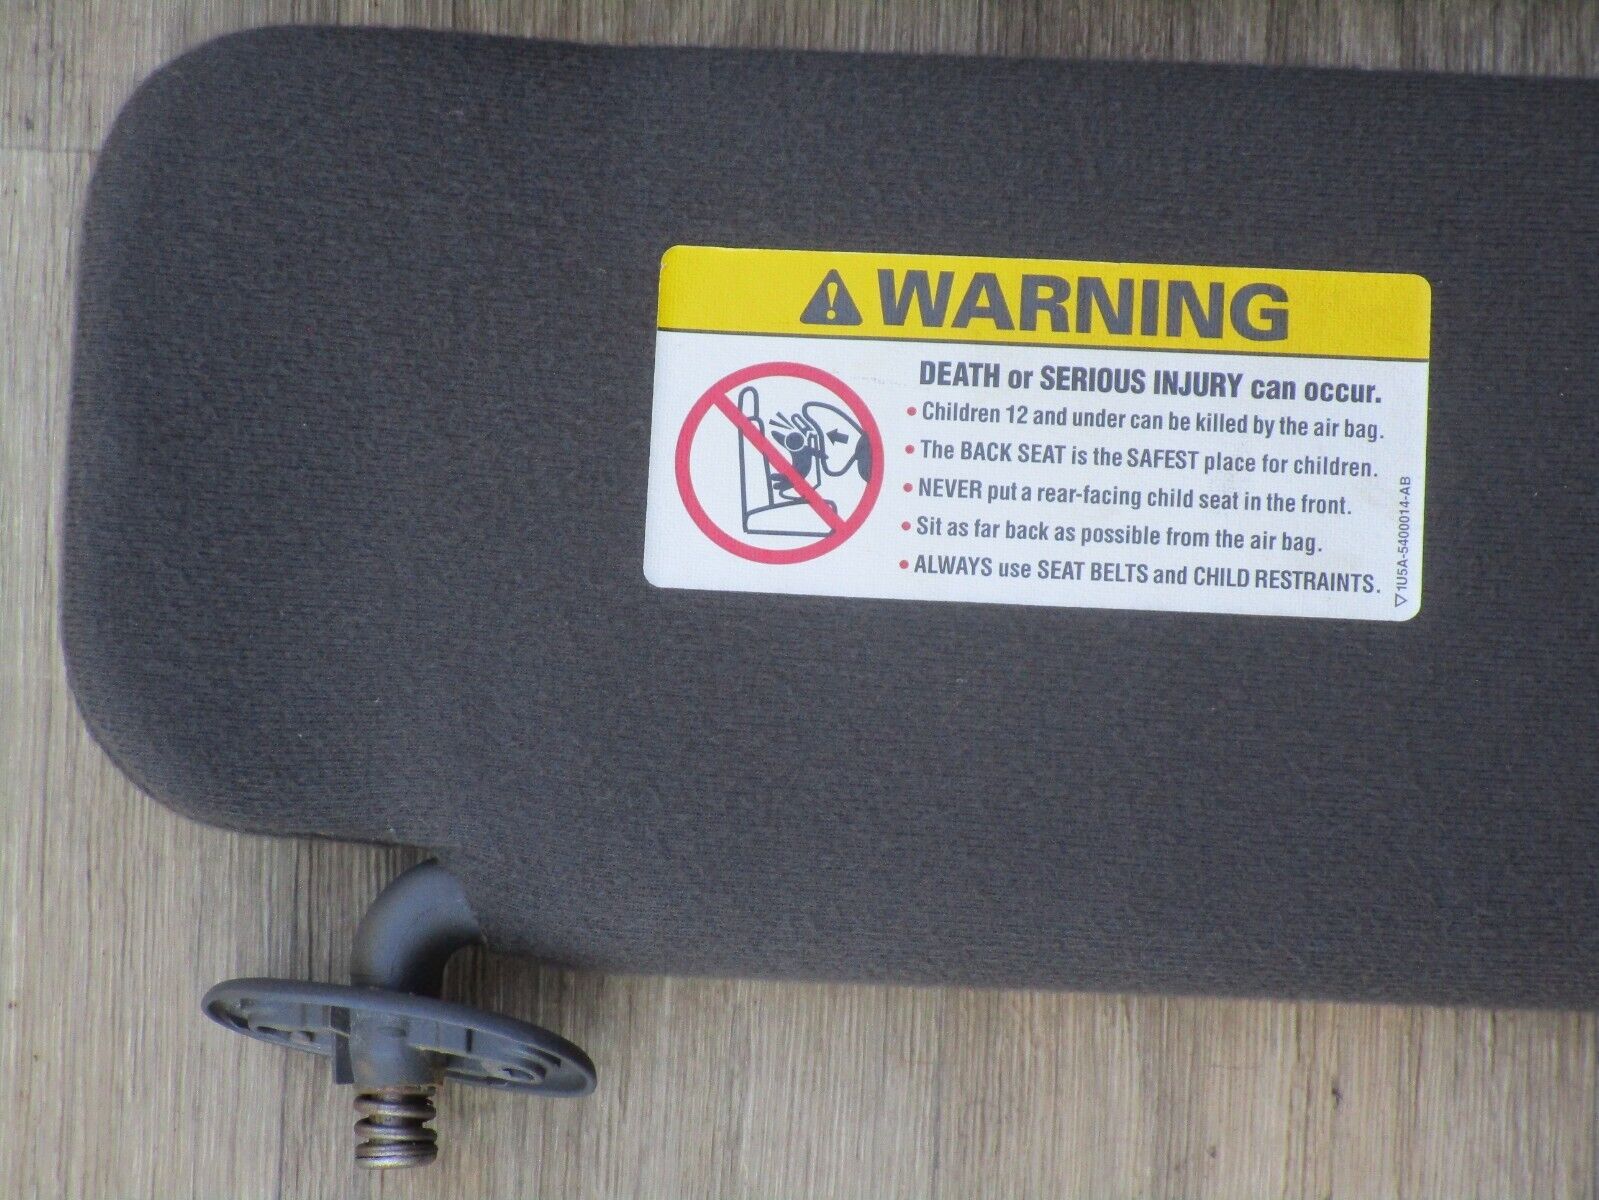 WARNING
DEATH or SERIOUS INJURY can occur.
• Children 12 and under can be killed by the air bag.
• The BACK SEAT is the SAFEST place for children.
• NEVER put a rear-facing child seat in the front.
• Sit as far back as possible from the air bag.
• ALWAYS use SEAT BELTS and CHILD RESTRAINTS.
1U5A-5400014-AB